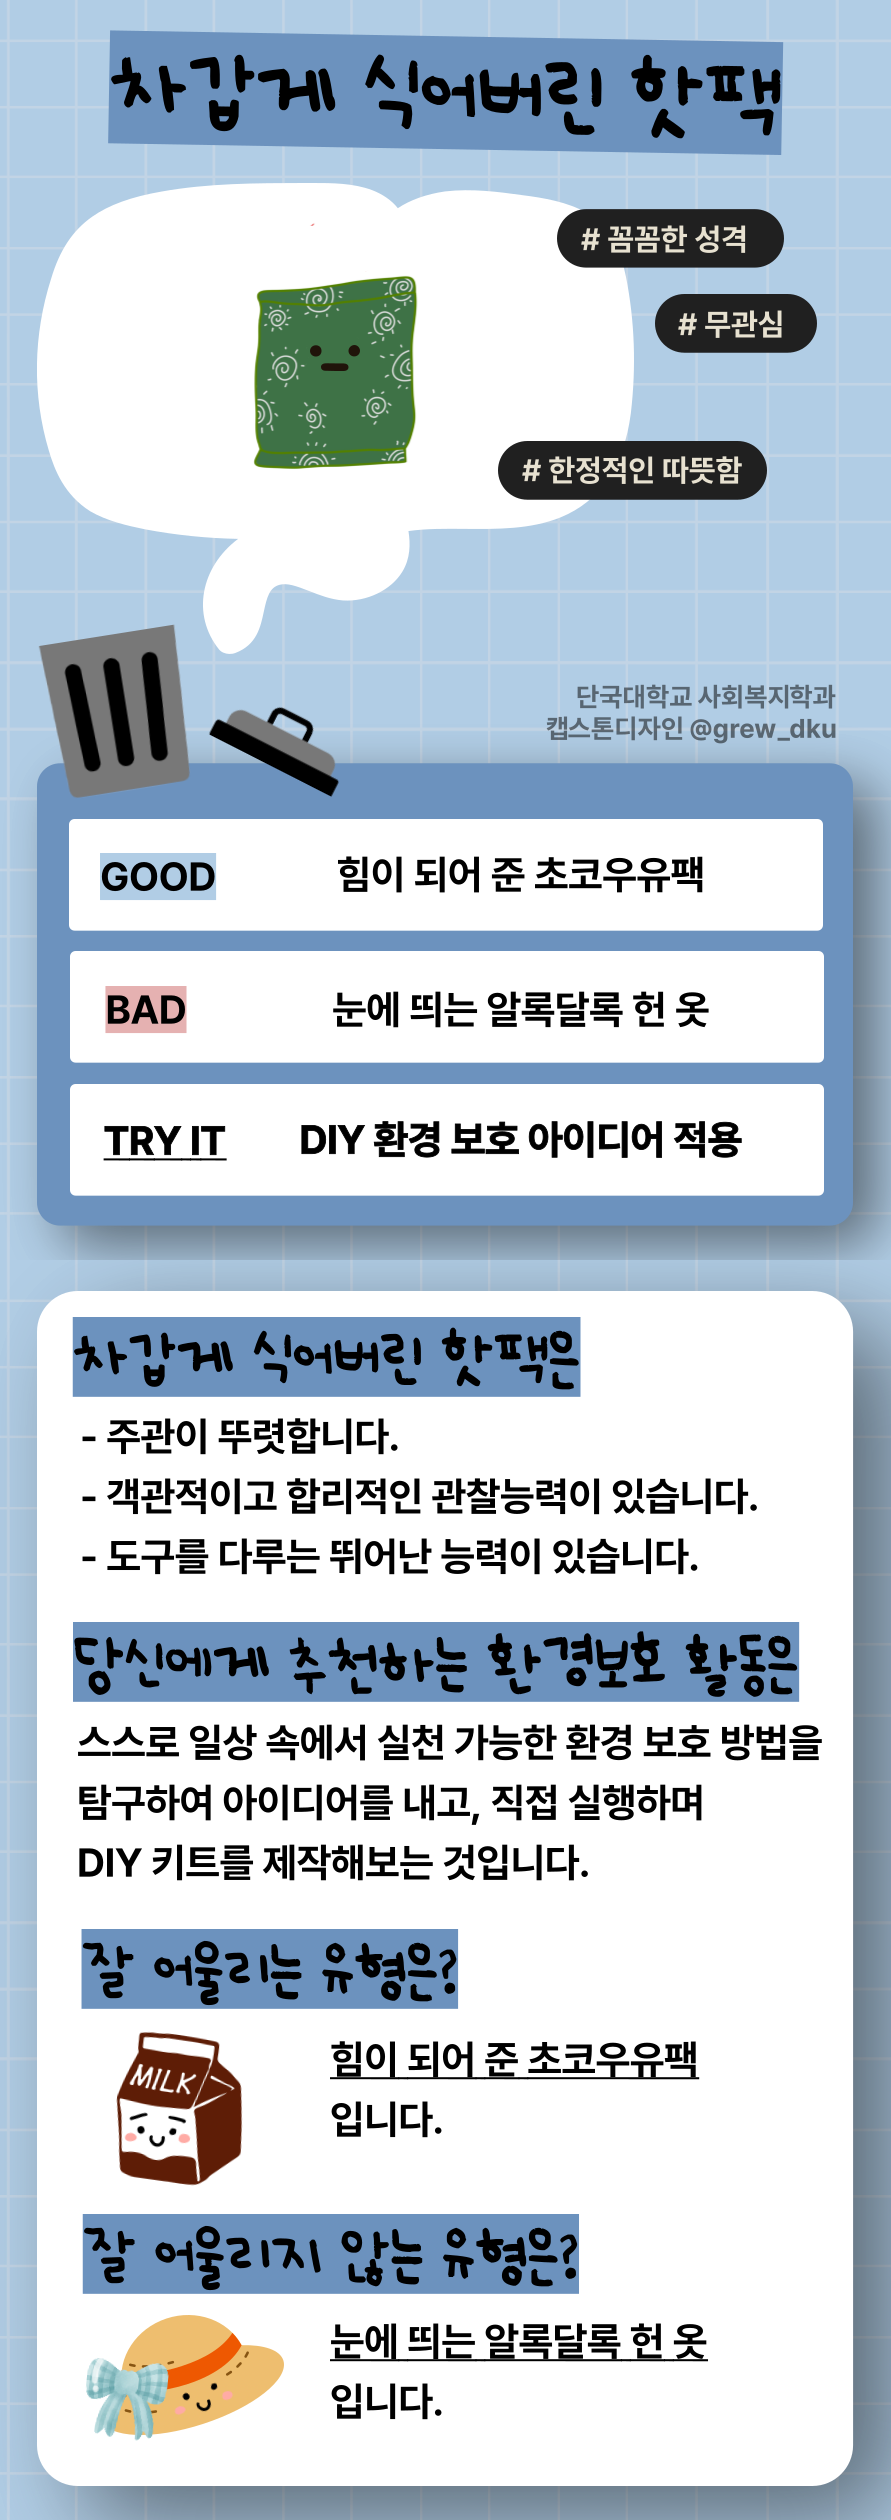 차갑게 식어버린 핫팩
# 꼼꼼한 성격
# 무관심
# 한정적인 따뜻함
단국대학교 사회복지학과
캡스톤디자인 @grew_dku
GOOD 힘이 되어 준 초코우유팩
BAD 눈에 띄는 알록달록 헌 옷
TRY IT DIY 환경 보호 아이디어 적용
차갑게 식어버린 핫팩은
- 주관이 뚜렷합니다.
- 객관적이고 합리적인 관찰능력이 있습니다.
- 도구를 다루는 뛰어난 능력이 있습니다.
당신에게 추천하는 환경보호 활동은
스스로 일상 속에서 실천 가능한 환경 보호 방법을
탐구하여 아이디어를 내고, 직접 실행하며
DIY 키트를 제작해보는 것입니다.
잘 어울리는 유형은?
MILK
힘이 되어 준 초코우유팩
입니다.
잘 어울리지 않는 유형은?
눈에 띄는 알록달록 헌 옷
입니다.